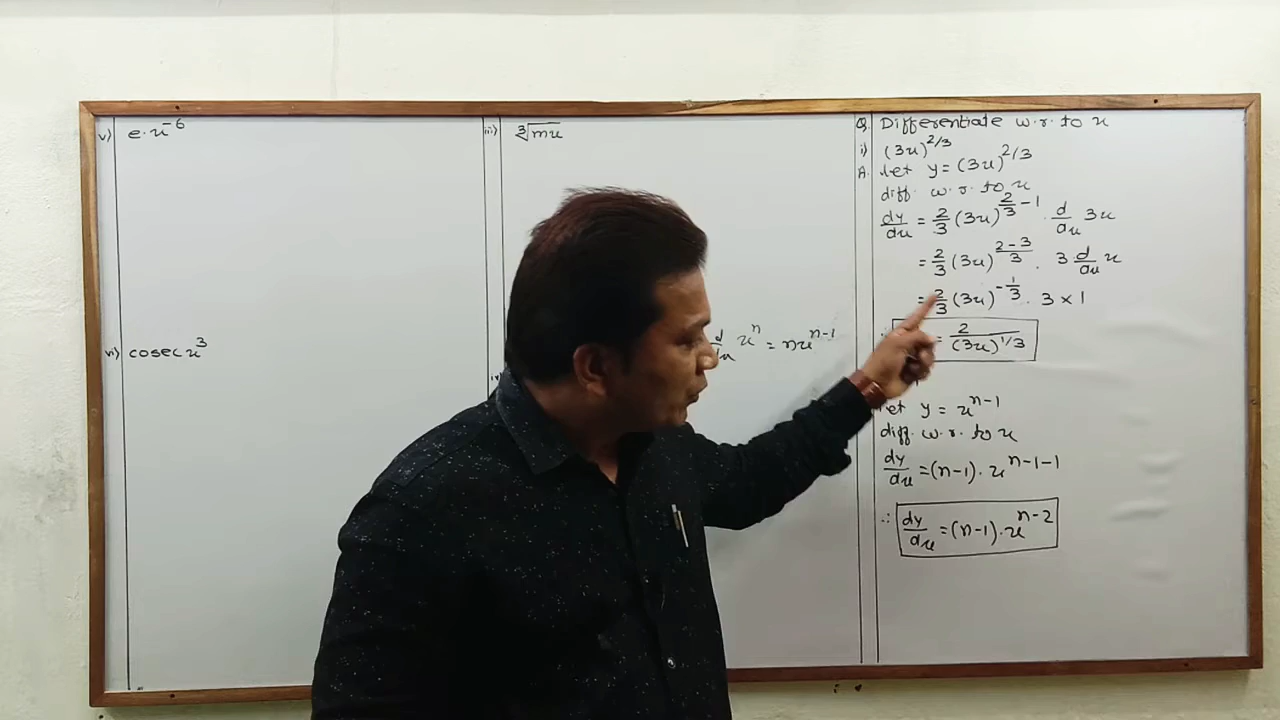 v) e·x⁻⁶
vi) cosec x³
iii) ∛mx
d/dx xⁿ = nxⁿ⁻¹
Q. Differentiate w.r. to x
i) (3x)^2/3
A. let y = (3x)^2/3
diff. w.r. to x
dy/dx = 2/3 (3x)^(2/3 - 1) · d/dx 3x
= 2/3 (3x)^((2-3)/3) · 3 d/dx x
= 2/3 (3x)^(-1/3) · 3 × 1
= 2/(3x)^1/3
let y = xⁿ⁻¹
diff. w.r. to x
dy/dx = (n-1) · xⁿ⁻¹⁻¹
∴ dy/dx = (n-1) · xⁿ⁻²